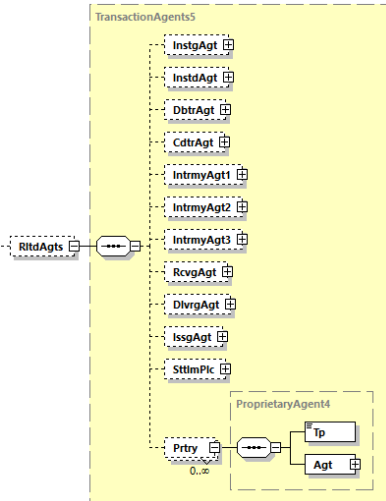 TransactionAgents5
InstgAgt
InstdAgt
DbtrAgt
CdtrAgt
IntrmyAgt1
IntrmyAgt2
IntrmyAgt3
RltdAgts
RcvgAgt
DlvrgAgt
IssgAgt
SttlmPlc
ProprietaryAgent4
Tp
Prtry
0..∞
Agt